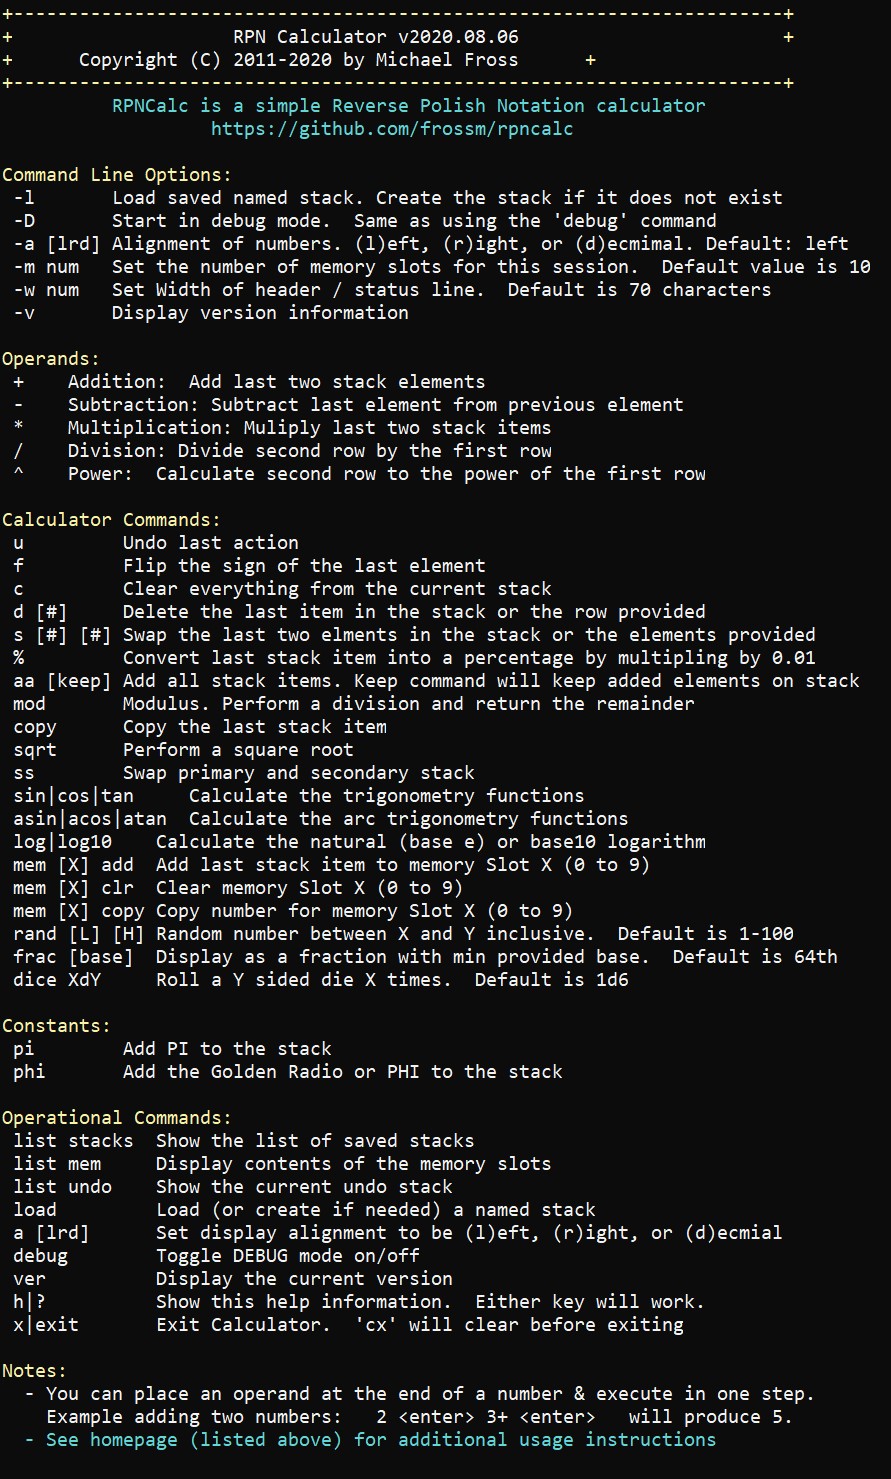 +----------------------------------------------------------------------+
+                    RPN Calculator v2020.08.06                        +
+      Copyright (C) 2011-2020 by Michael Fross      +
+----------------------------------------------------------------------+
          RPNCalc is a simple Reverse Polish Notation calculator
                   https://github.com/frossm/rpncalc

Command Line Options:
 -l       Load saved named stack. Create the stack if it does not exist
 -D       Start in debug mode.  Same as using the 'debug' command
 -a [lrd] Alignment of numbers. (l)eft, (r)ight, or (d)ecmimal. Default: left
 -m num   Set the number of memory slots for this session.  Default value is 10
 -w num   Set Width of header / status line.  Default is 70 characters
 -v       Display version information

Operands:
 +    Addition:  Add last two stack elements
 -    Subtraction: Subtract last element from previous element
 *    Multiplication: Muliply last two stack items
 /    Division: Divide second row by the first row
 ^    Power:  Calculate second row to the power of the first row

Calculator Commands:
 u         Undo last action
 f         Flip the sign of the last element
 c         Clear everything from the current stack
 d [#]     Delete the last item in the stack or the row provided
 s [#] [#] Swap the last two elments in the stack or the elements provided
 %         Convert last stack item into a percentage by multipling by 0.01
 aa [keep] Add all stack items. Keep command will keep added elements on stack
 mod       Modulus. Perform a division and return the remainder
 copy      Copy the last stack item
 sqrt      Perform a square root
 ss        Swap primary and secondary stack
 sin|cos|tan     Calculate the trigonometry functions
 asin|acos|atan  Calculate the arc trigonometry functions
 log|log10    Calculate the natural (base e) or base10 logarithm
 mem [X] add  Add last stack item to memory Slot X (0 to 9)
 mem [X] clr  Clear memory Slot X (0 to 9)
 mem [X] copy Copy number for memory Slot X (0 to 9)
 rand [L] [H] Random number between X and Y inclusive.  Default is 1-100
 frac [base]  Display as a fraction with min provided base.  Default is 64th
 dice XdY     Roll a Y sided die X times.  Default is 1d6

Constants:
 pi        Add PI to the stack
 phi       Add the Golden Radio or PHI to the stack

Operational Commands:
 list stacks  Show the list of saved stacks
 list mem     Display contents of the memory slots
 list undo    Show the current undo stack
 load         Load (or create if needed) a named stack
 a [lrd]      Set display alignment to be (l)eft, (r)ight, or (d)ecmial
 debug        Toggle DEBUG mode on/off
 ver          Display the current version
 h|?          Show this help information.  Either key will work.
 x|exit       Exit Calculator.  'cx' will clear before exiting

Notes:
  - You can place an operand at the end of a number & execute in one step.
    Example adding two numbers:   2 <enter> 3+ <enter>   will produce 5.
  - See homepage (listed above) for additional usage instructions